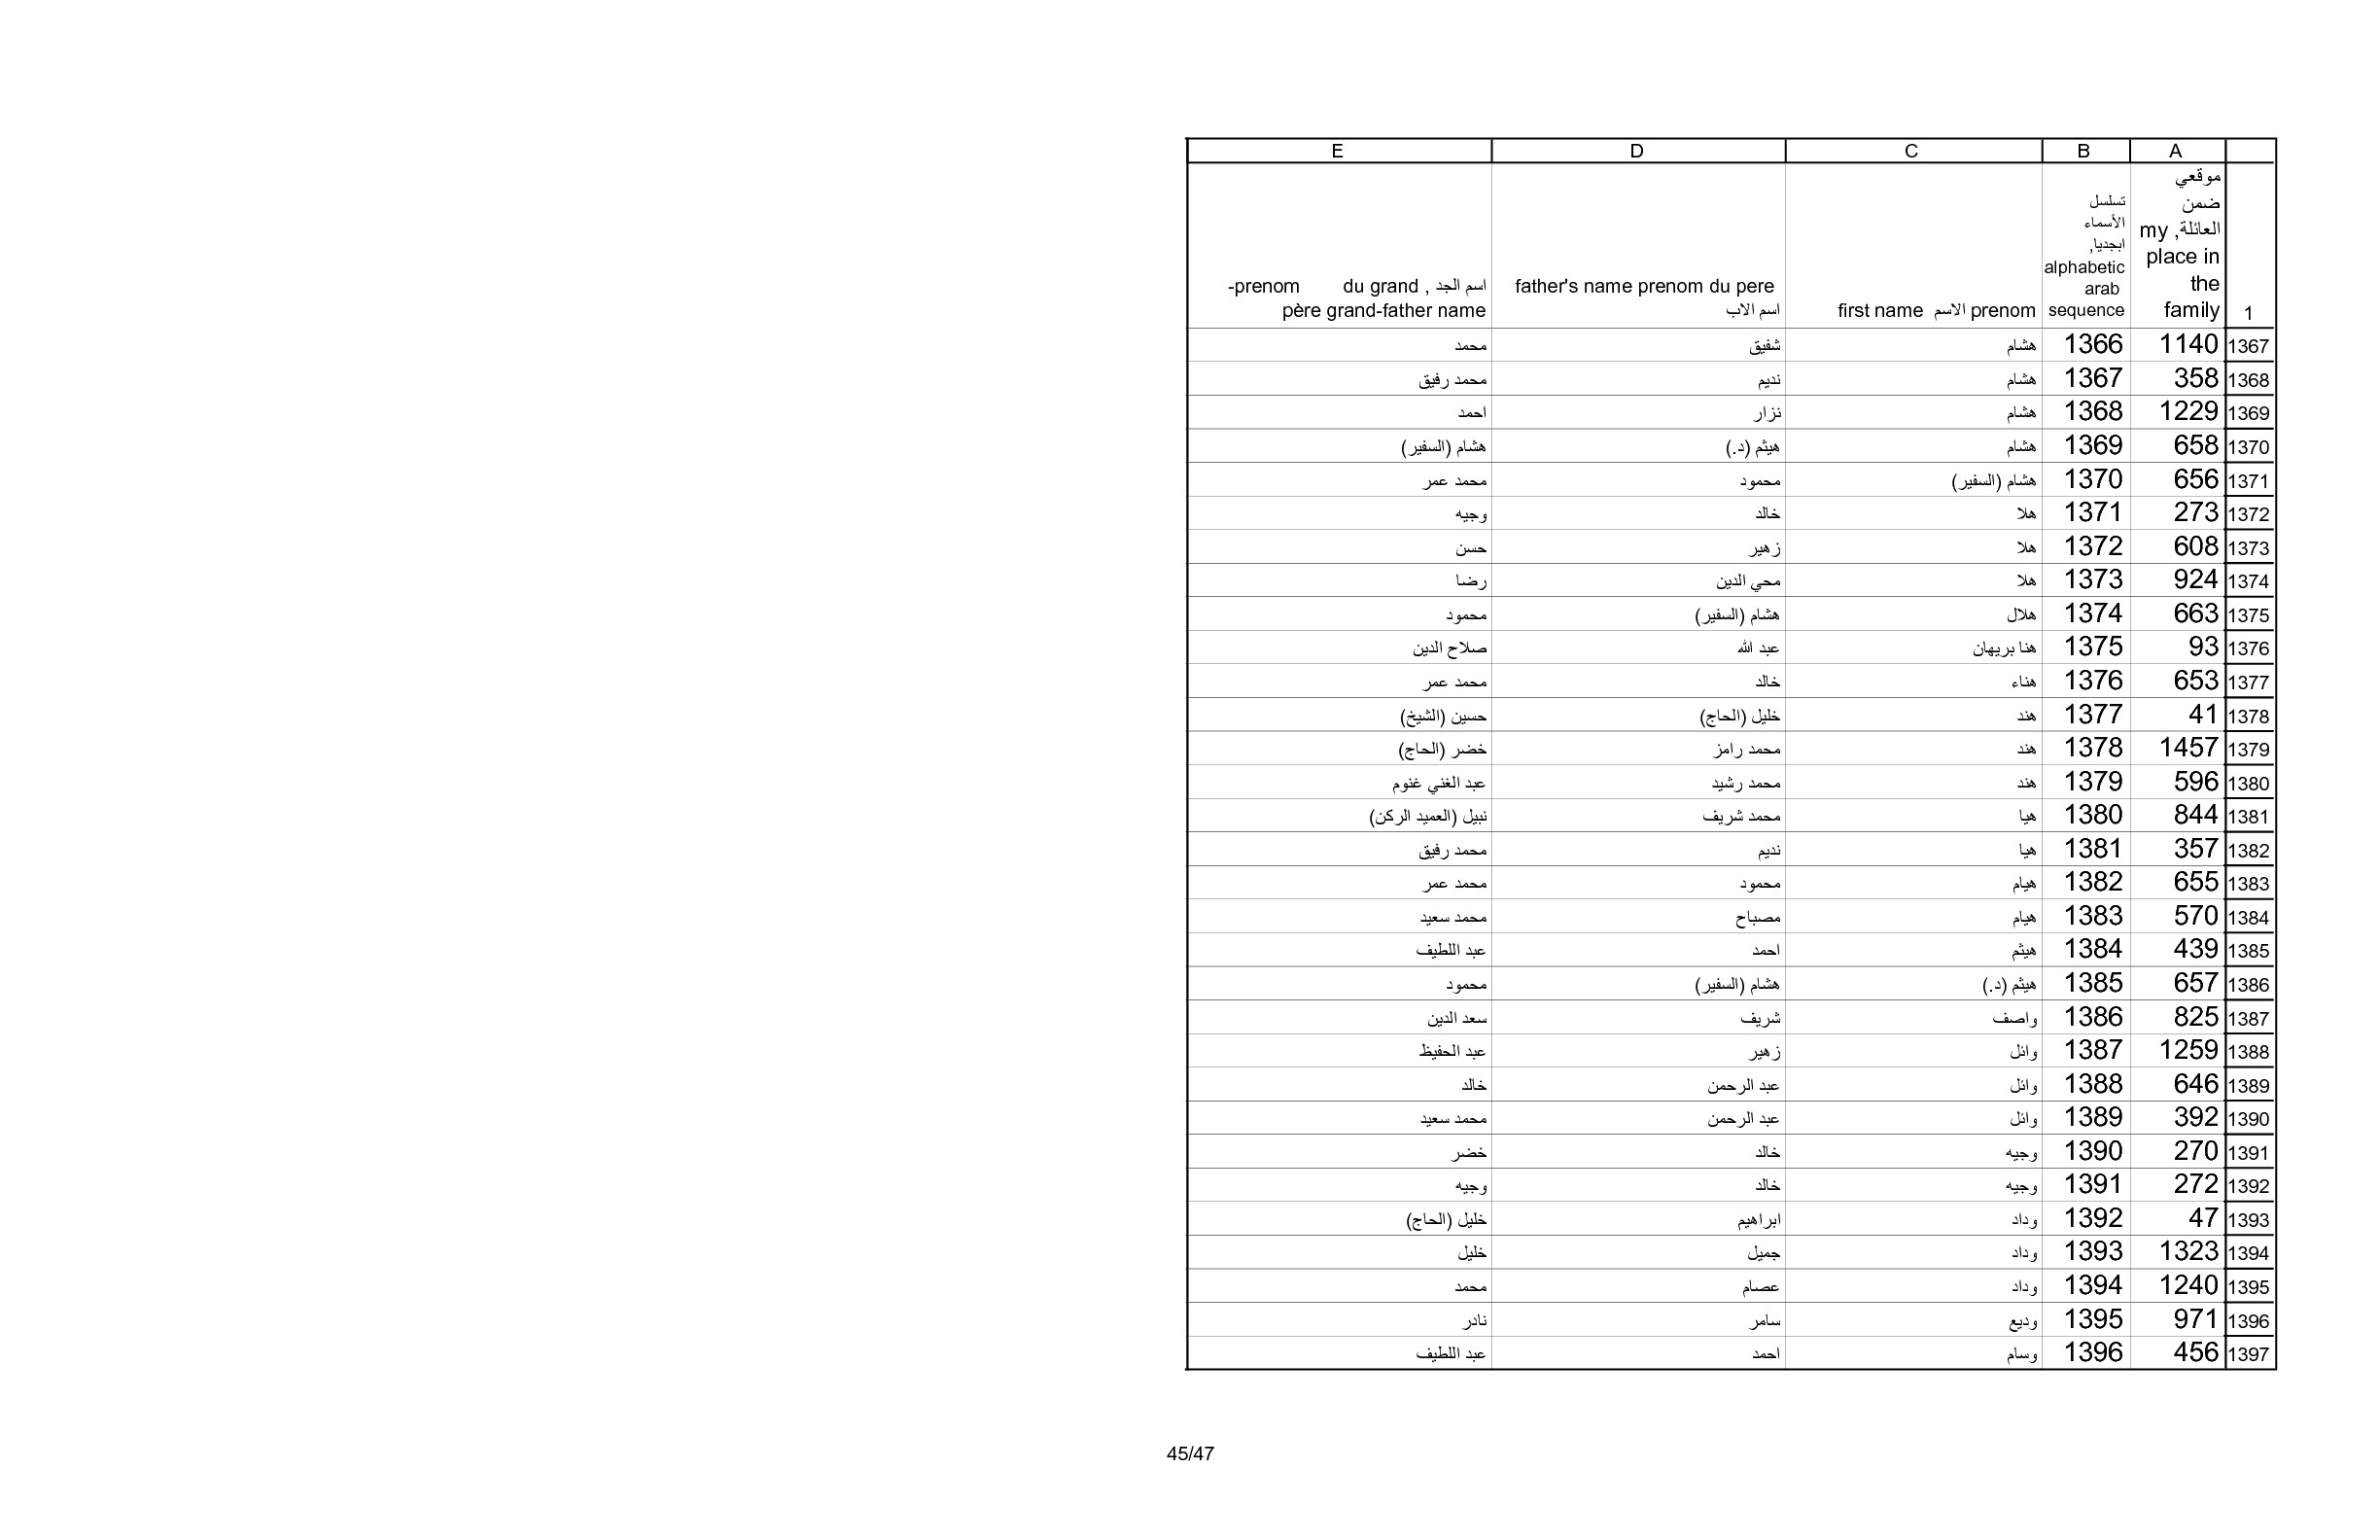 A B C D E
1 موقعي ضمن العائلة, my place in the family تسلسل الأسماء ابجديا, alphabetic arab sequence first name الاسم prenom father's name prenom du pere اسم الاب اسم الجد , du grand -prenom père grand-father name
1367 1140 1366 هشام شفيق محمد
1368 358 1367 هشام نديم محمد رفيق
1369 1229 1368 هشام نزار احمد
1370 658 1369 هشام هيثم (د.) هشام (السفير)
1371 656 1370 هشام (السفير) محمود محمد عمر
1372 273 1371 هلا خالد وجيه
1373 608 1372 هلا زهير حسن
1374 924 1373 هلا محي الدين رضا
1375 663 1374 هلال هشام (السفير) محمود
1376 93 1375 هنا بريهان عبد الله صلاح الدين
1377 653 1376 هناء خالد محمد عمر
1378 41 1377 هند خليل (الحاج) حسين (الشيخ)
1379 1457 1378 هند محمد رامز خضر (الحاج)
1380 596 1379 هند محمد رشيد عبد الغني غنوم
1381 844 1380 هيا محمد شريف نبيل (العميد الركن)
1382 357 1381 هيا نديم محمد رفيق
1383 655 1382 هيام محمود محمد عمر
1384 570 1383 هيام مصباح محمد سعيد
1385 439 1384 هيثم احمد عبد اللطيف
1386 657 1385 هيثم (د.) هشام (السفير) محمود
1387 825 1386 واصف شريف سعد الدين
1388 1259 1387 وائل زهير عبد الحفيظ
1389 646 1388 وائل عبد الرحمن خالد
1390 392 1389 وائل عبد الرحمن محمد سعيد
1391 270 1390 وجيه خالد خضر
1392 272 1391 وجيه خالد وجيه
1393 47 1392 وداد ابراهيم خليل (الحاج)
1394 1323 1393 وداد جميل خليل
1395 1240 1394 وداد عصام محمد
1396 971 1395 وديع سامر نادر
1397 456 1396 وسام احمد عبد اللطيف
45/47